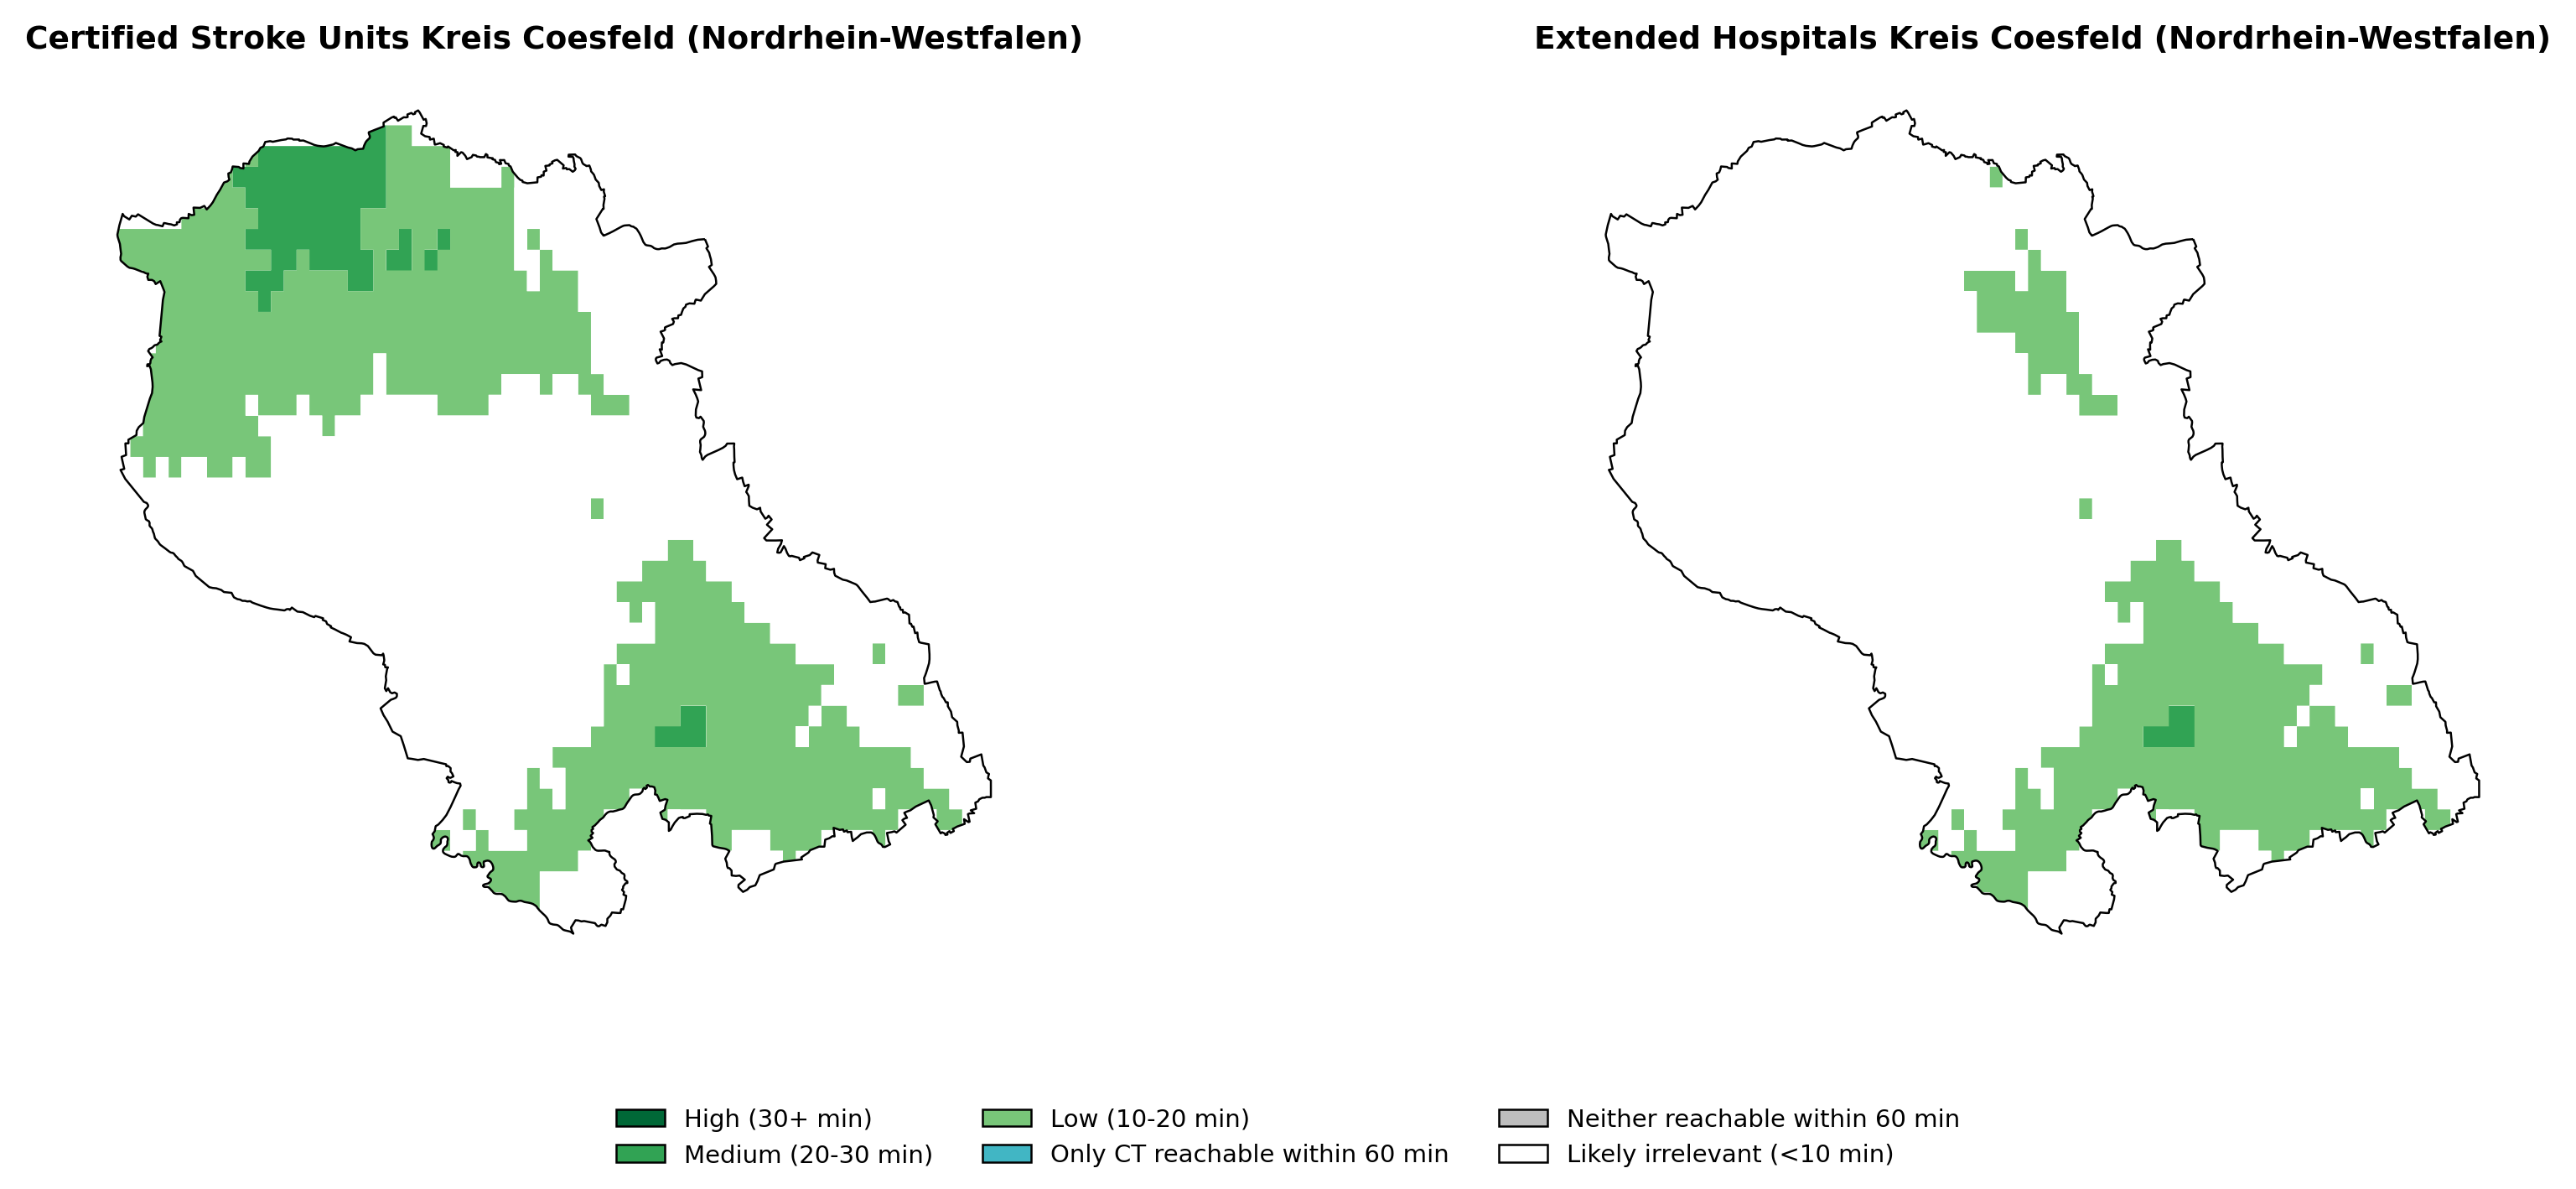 Certified Stroke Units Kreis Coesfeld (Nordrhein-Westfalen)
Extended Hospitals Kreis Coesfeld (Nordrhein-Westfalen)
High (30+ min)
Medium (20-30 min)
Low (10-20 min)
Only CT reachable within 60 min
Neither reachable within 60 min
Likely irrelevant (<10 min)